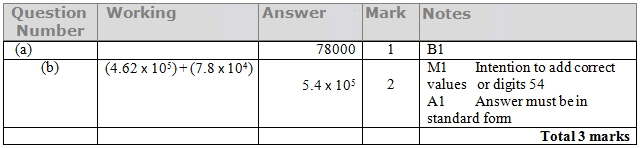 Question Number Working Answer Mark Notes
(a) 78000 1 B1
(b) (4.62 x 10⁵)+(7.8 x 10⁴) 5.4 x 10⁵ 2 M1 Intention to add correct
values or digits 54
A1 Answer must be in
standard form
Total 3 marks